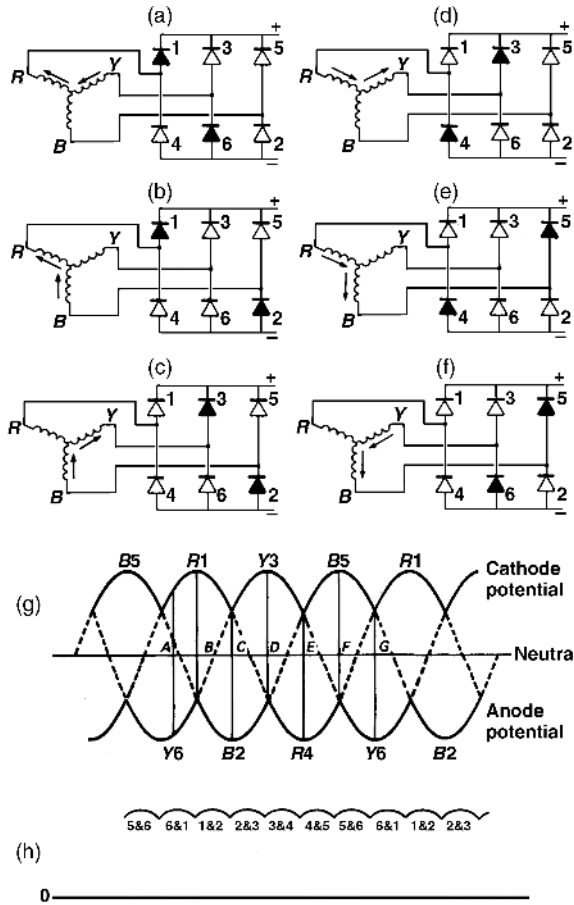 (a)
(d)
+
+
1
3
5
1
3
5
R
Y
R
Y
B
4
6
2
B
4
6
2
−
−
(b)
(e)
+
+
1
3
5
1
3
5
R
Y
R
Y
B
4
6
2
B
4
6
2
−
−
(c)
(f)
+
+
1
3
5
1
3
5
R
Y
R
Y
B
4
6
2
B
4
6
2
−
−
B5 R1 Y3 B5 R1
Cathode
potential
(g)
A B C D E F G
Neutra
Anode
potential
Y6 B2 R4 Y6 B2
5&6 6&1 1&2 2&3 3&4 4&5 5&6 6&1 1&2 2&3
(h)
0